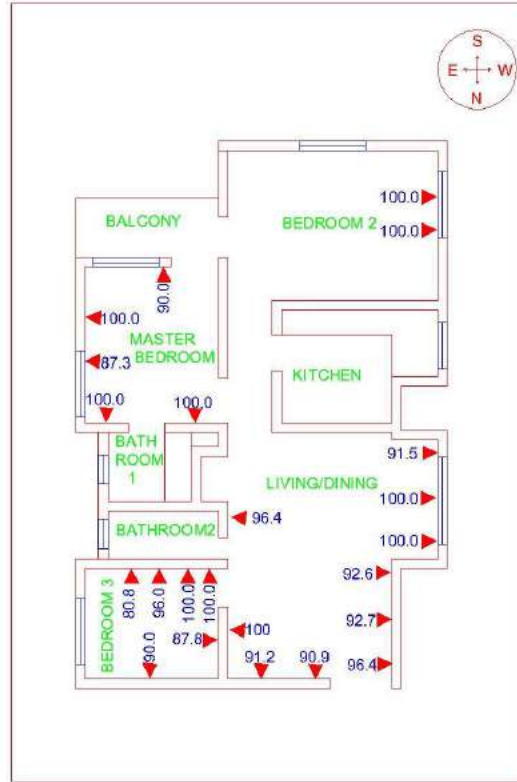 S
E W
N
100.0
BALCONY
BEDROOM 2
100.0
90.0
100.0
MASTER
BEDROOM
87.3
KITCHEN
100.0
100.0
BATH
ROOM
1
91.5
LIVING/DINING
100.0
96.4
BATHROOM2
100.0
92.6
BEDROOM 3
80.8
96.0
100.0
100.0
92.7
100
87.8
90.0
91.2
90.9
96.4